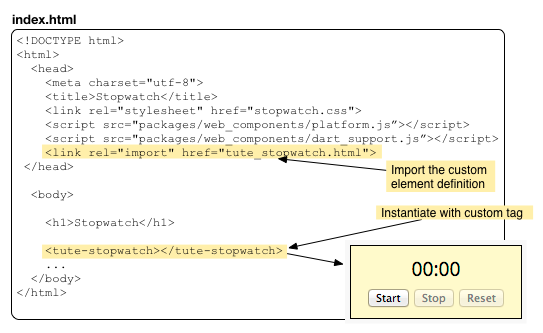 index.html
<!DOCTYPE html>
<html>
<head>
<meta charset="utf-8">
<title>Stopwatch</title>
<link rel="stylesheet" href="stopwatch.css">
<script src="packages/web_components/platform.js”></script>
<script src="packages/web_components/dart_support.js”></script>
<link rel="import" href="tute_stopwatch.html">
</head>
Import the custom
element definition
<body>
<h1>Stopwatch</h1>
Instantiate with custom tag
<tute-stopwatch></tute-stopwatch>
...
</body>
</html>
00:00
Start Stop Reset